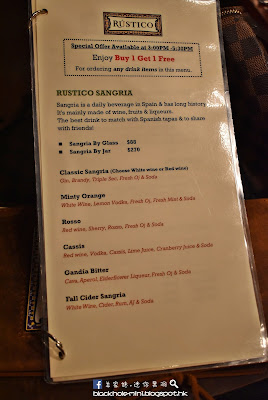 RUSTICO
Special Offer Available at 3:00PM -5:30PM
Enjoy Buy 1 Get 1 Free
For ordering any drink items in this menu.
RUSTICO SANGRIA
Sangria is a daily beverage in Spain & has long history
It's mainly made of wine, fruits & liqueurs.
The best drink to match with Spanish tapas & to share
with friends!
Sangria By Glass $80
Sangria By Jar $270
Classic Sangria (Choose White wine or Red wine)
Gin, Brandy, Triple Sec, Fresh OJ & Soda
Minty Orange
White Wine, Lemon Vodka, Fresh Oj, Fresh Mint & Soda
Rosso
Red wine, Sherry, Rosso, Fresh Oj & Soda
Cassis
Red wine, Vodka, Cassis, Lime Juice, Cranberry Juice & Soda
Gandia Bitter
Cava, Aperol, Elderflower Liqueur, Fresh Oj & Soda
Fall Cider Sangria
White Wine, Cider, Rum, AJ & Soda
blackhole-mini.blogspot.hk